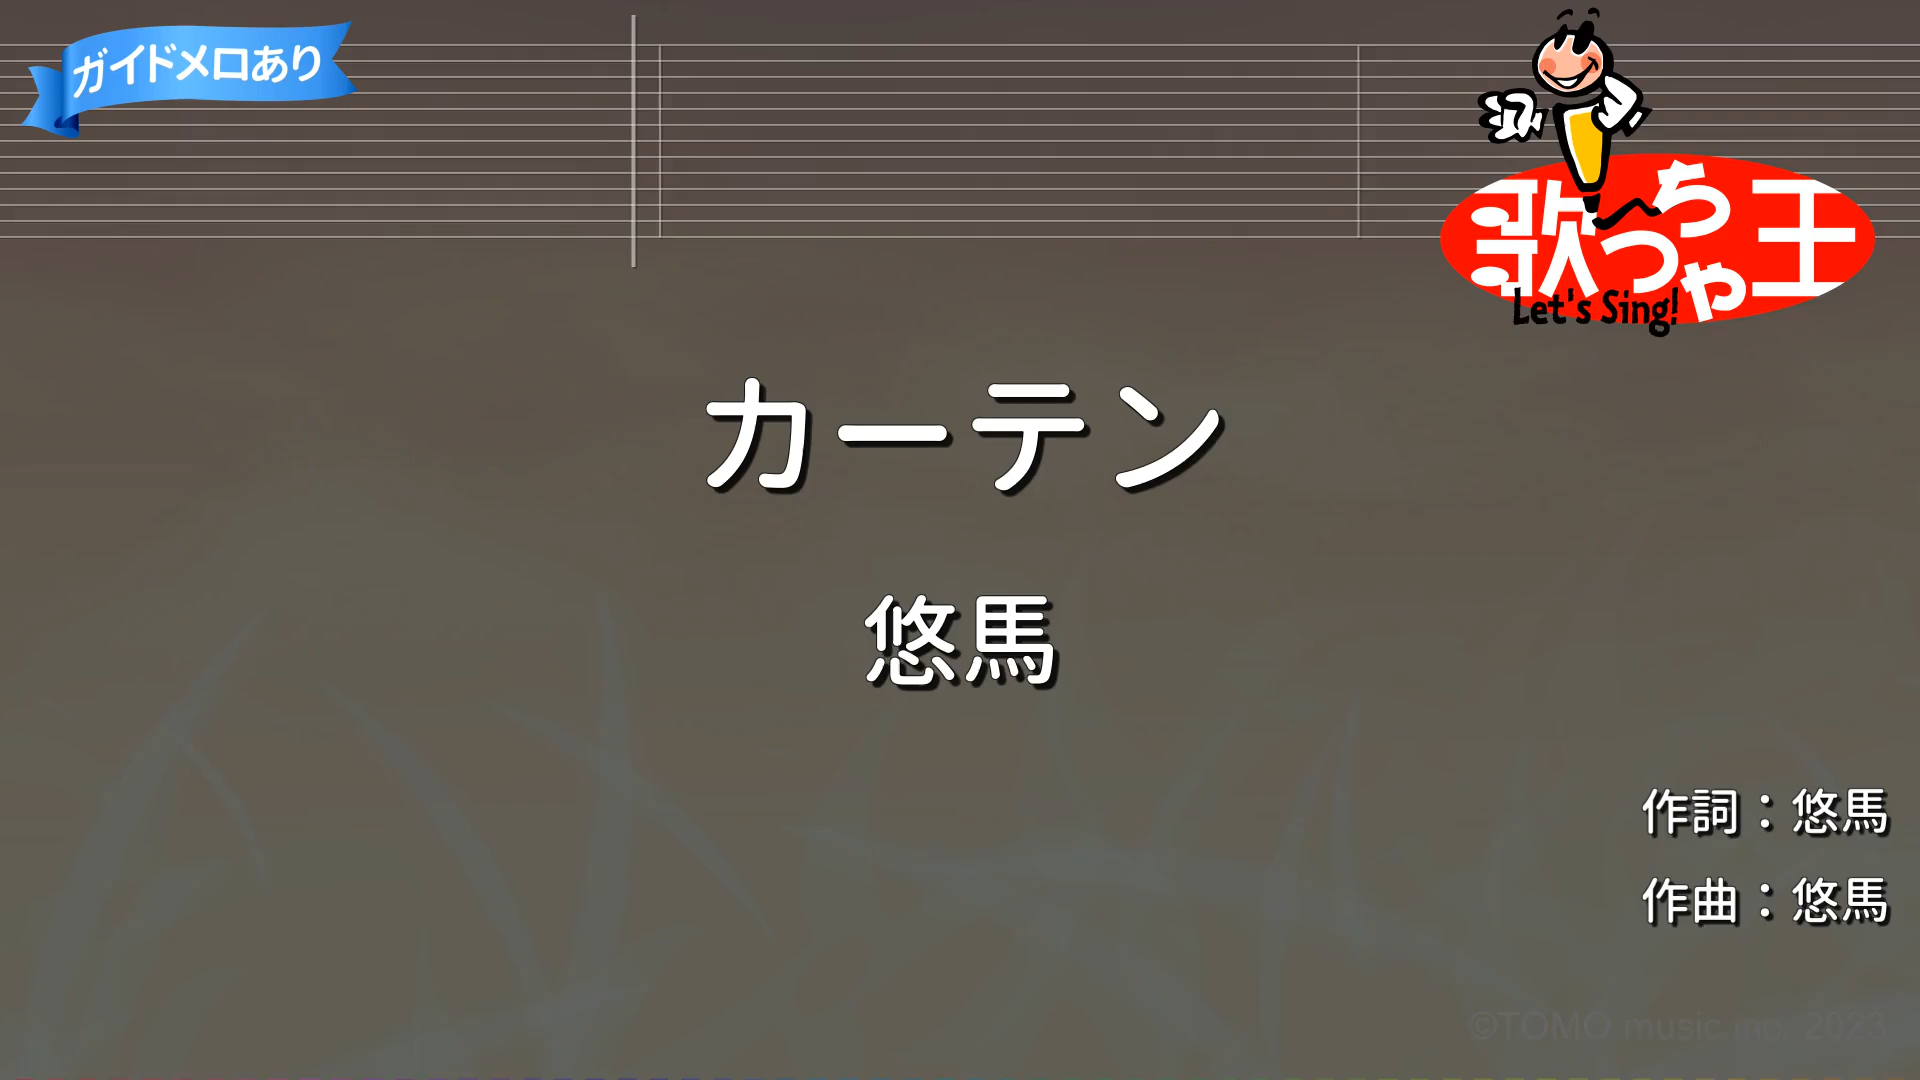 ガイドメロあり
歌っちゃ王
Let's Sing!
カーテン
悠馬
作詞：悠馬
作曲：悠馬
©TOMO music inc. 2023